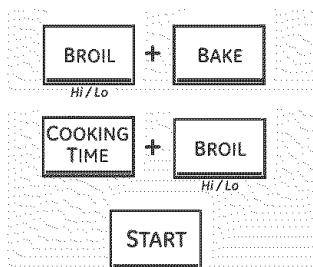 BROIL + BAKE
Hi / Lo
COOKING
TIME + BROIL
Hi / Lo
START